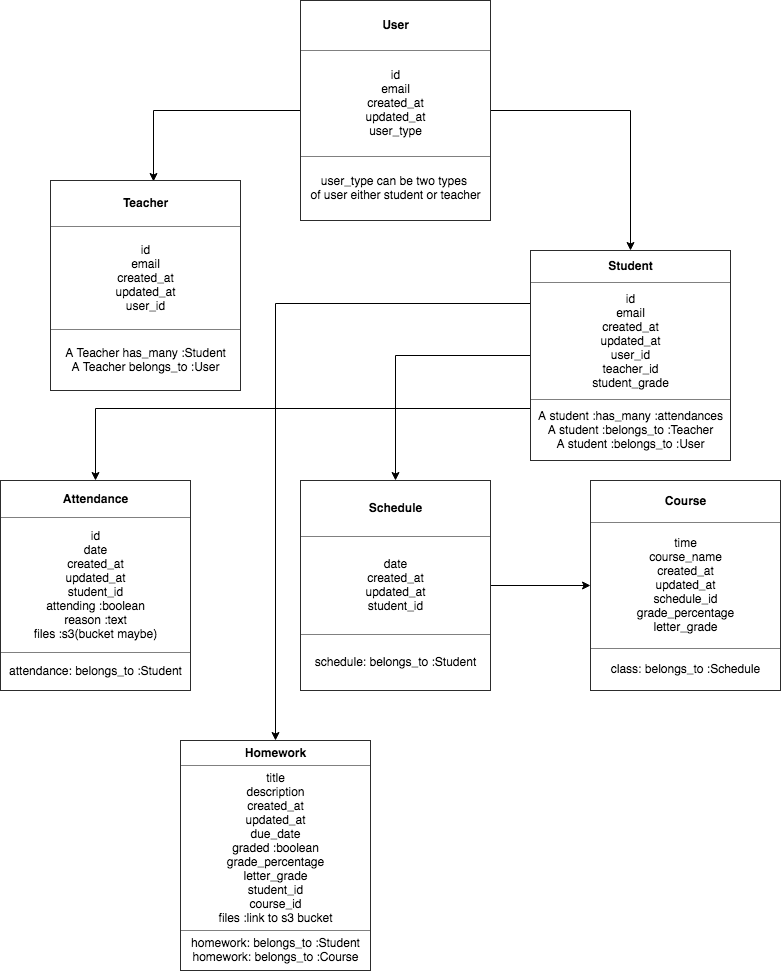 User
id
email
created_at
updated_at
user_type
user_type can be two types
of user either student or teacher
Teacher
id
email
created_at
updated_at
user_id
A Teacher has_many :Student
A Teacher belongs_to :User
Student
id
email
created_at
updated_at
user_id
teacher_id
student_grade
A student :has_many :attendances
A student :belongs_to :Teacher
A student :belongs_to :User
Attendance
id
date
created_at
updated_at
student_id
attending :boolean
reason :text
files :s3(bucket maybe)
attendance: belongs_to :Student
Schedule
date
created_at
updated_at
student_id
schedule: belongs_to :Student
Course
time
course_name
created_at
updated_at
schedule_id
grade_percentage
letter_grade
class: belongs_to :Schedule
Homework
title
description
created_at
updated_at
due_date
graded :boolean
grade_percentage
letter_grade
student_id
course_id
files :link to s3 bucket
homework: belongs_to :Student
homework: belongs_to :Course